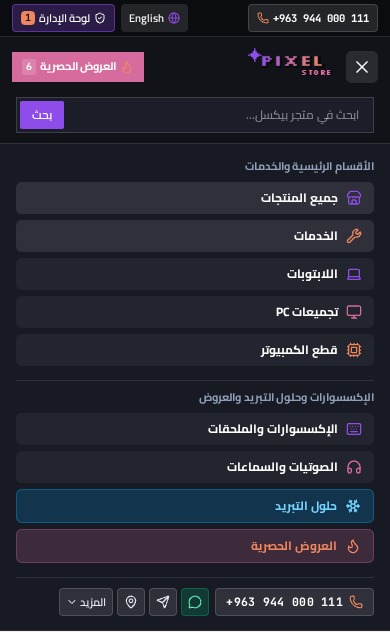 +963 944 000 111
English
لوحة الإدارة 1
PIXEL
STORE
العروض الحصرية 6
ابحث في متجر بيكسل...
بحث
الأقسام الرئيسية والخدمات
جميع المنتجات
الخدمات
اللابتوبات
تجميعات PC
قطع الكمبيوتر
الإكسسوارات وحلول التبريد والعروض
الإكسسوارات والملحقات
الصوتيات والسماعات
حلول التبريد
العروض الحصرية
+963 944 000 111
المزيد